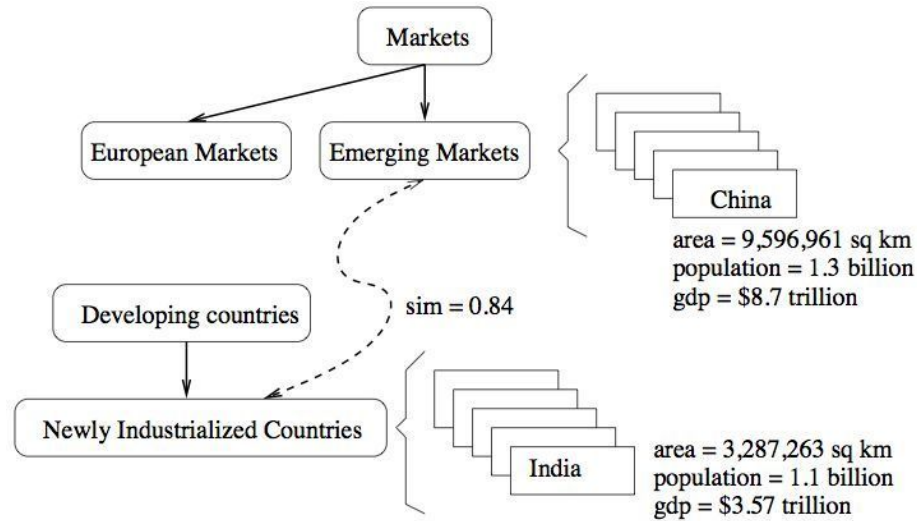 Markets
European Markets
Emerging Markets
China
area = 9,596,961 sq km
population = 1.3 billion
gdp = $8.7 trillion
sim = 0.84
Developing countries
Newly Industrialized Countries
India
area = 3,287,263 sq km
population = 1.1 billion
gdp = $3.57 trillion